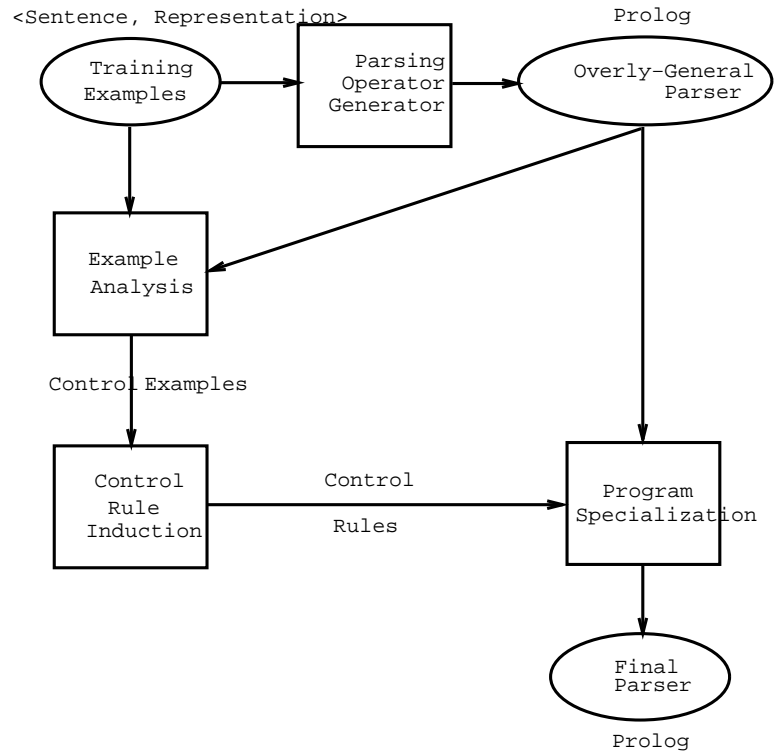 <Sentence, Representation>
Prolog
Training
Examples
Parsing
Operator
Generator
Overly-General
Parser
Example
Analysis
Control Examples
Control
Rule
Induction
Control
Rules
Program
Specialization
Final
Parser
Prolog